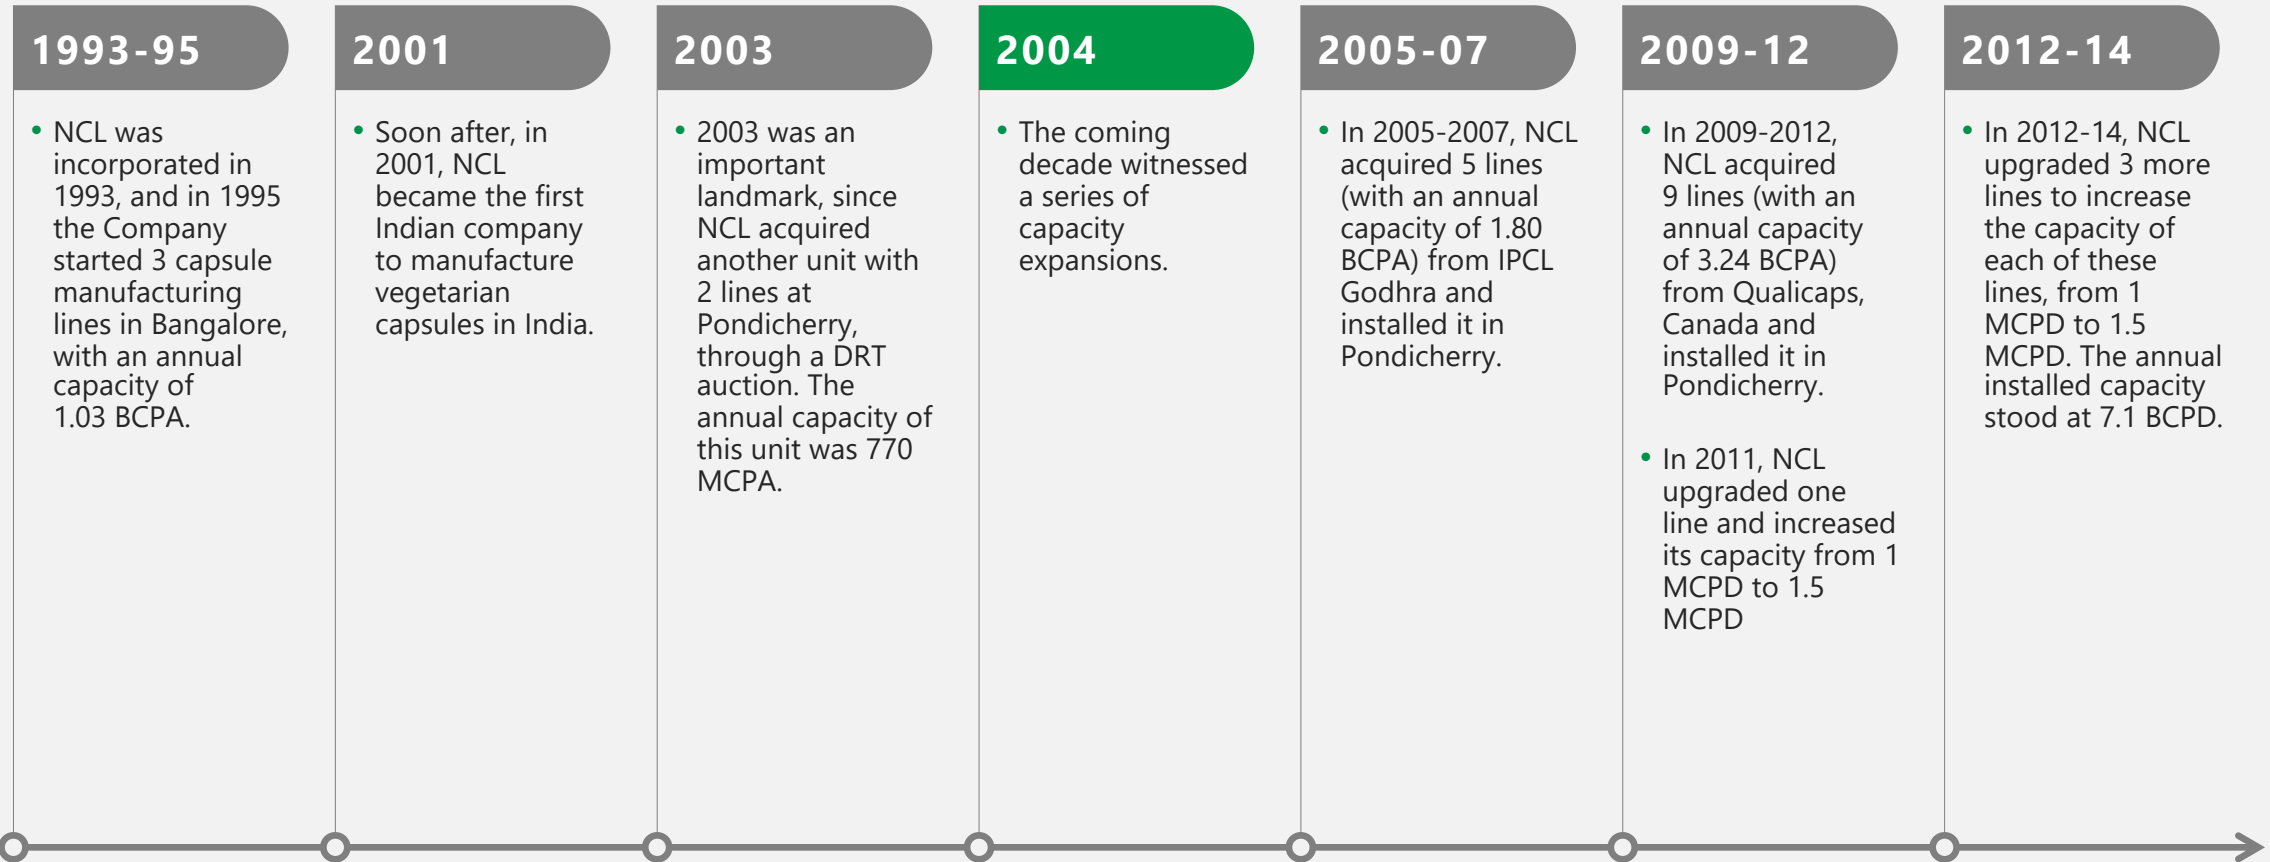 1993-95
• NCL was
incorporated in
1993, and in 1995
the Company
started 3 capsule
manufacturing
lines in Bangalore,
with an annual
capacity of
1.03 BCPA.
2001
• Soon after, in
2001, NCL
became the first
Indian company
to manufacture
vegetarian
capsules in India.
2003
• 2003 was an
important
landmark, since
NCL acquired
another unit with
2 lines at
Pondicherry,
through a DRT
auction. The
annual capacity of
this unit was 770
MCPA.
2004
• The coming
decade witnessed
a series of
capacity
expansions.
2005-07
• In 2005-2007, NCL
acquired 5 lines
(with an annual
capacity of 1.80
BCPA) from IPCL
Godhra and
installed it in
Pondicherry.
2009-12
• In 2009-2012,
NCL acquired
9 lines (with an
annual capacity
of 3.24 BCPA)
from Qualicaps,
Canada and
installed it in
Pondicherry.
• In 2011, NCL
upgraded one
line and increased
its capacity from 1
MCPD to 1.5
MCPD
2012-14
• In 2012-14, NCL
upgraded 3 more
lines to increase
the capacity of
each of these
lines, from 1
MCPD to 1.5
MCPD. The annual
installed capacity
stood at 7.1 BCPD.